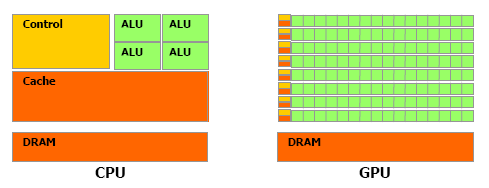 Control
ALU
ALU
ALU
ALU
Cache
DRAM
CPU
DRAM
GPU